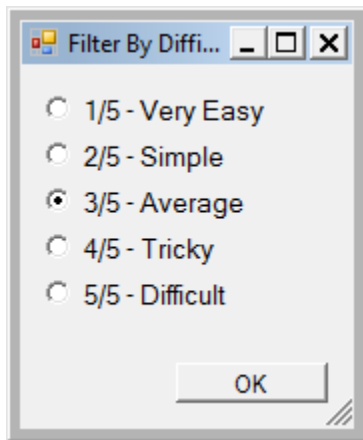 Filter By Diffi...
1/5 - Very Easy
2/5 - Simple
3/5 - Average
4/5 - Tricky
5/5 - Difficult
OK